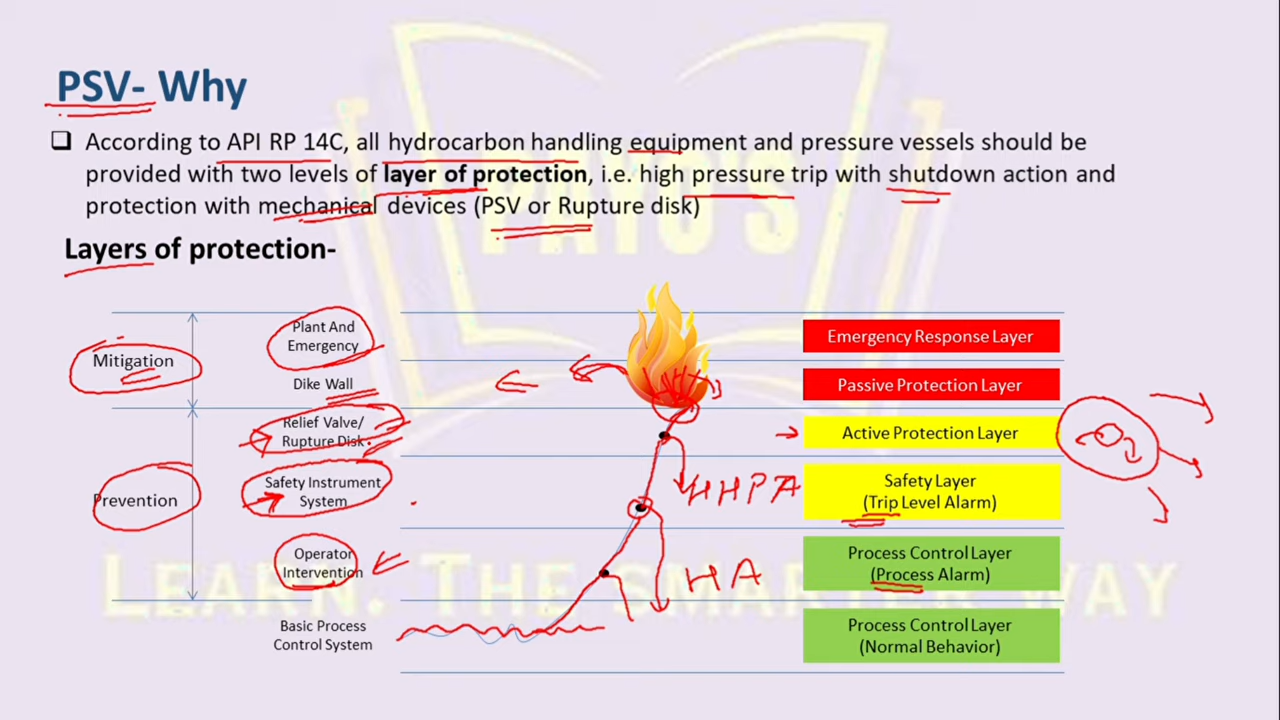 PSV- Why
According to API RP 14C, all hydrocarbon handling equipment and pressure vessels should be
provided with two levels of layer of protection, i.e. high pressure trip with shutdown action and
protection with mechanical devices (PSV or Rupture disk)
Layers of protection-
Mitigation
Prevention
Plant And
Emergency
Dike Wall
Relief Valve/
Rupture Disk
Safety Instrument
System
Operator
Intervention
Basic Process
Control System
HHPA
HA
Emergency Response Layer
Passive Protection Layer
Active Protection Layer
Safety Layer
(Trip Level Alarm)
Process Control Layer
(Process Alarm)
Process Control Layer
(Normal Behavior)
PATO'S
LEARN. THE SMARTER WAY